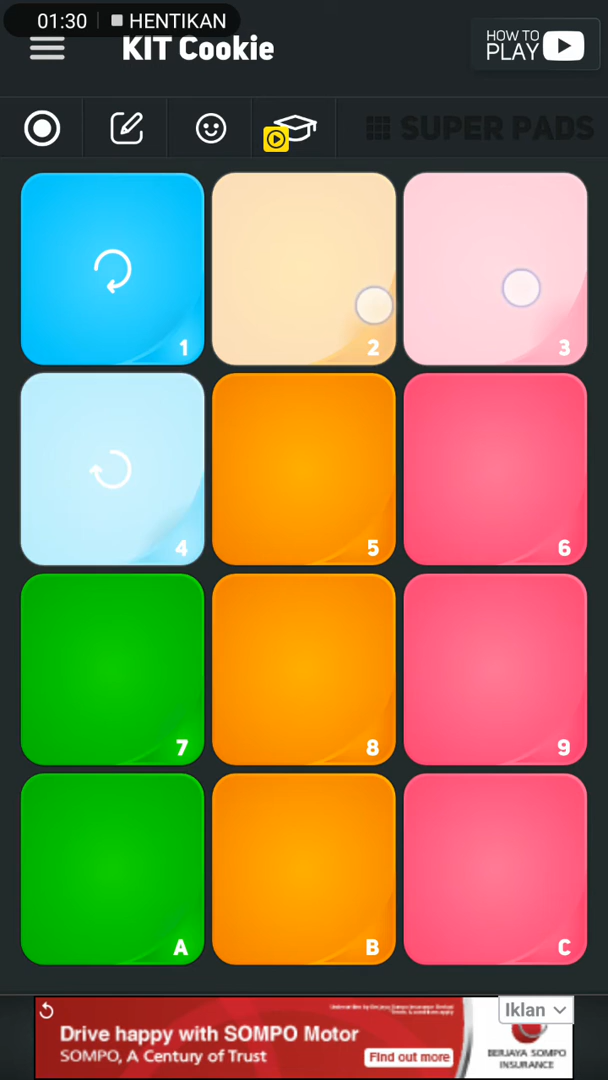 01:30 HENTIKAN
KIT Cookie
HOW TO
PLAY
SUPER PADS
1
2
3
4
5
6
7
8
9
A
B
C
Iklan
Drive happy with SOMPO Motor
SOMPO, A Century of Trust
Find out more
BERJAYA SOMPO
INSURANCE